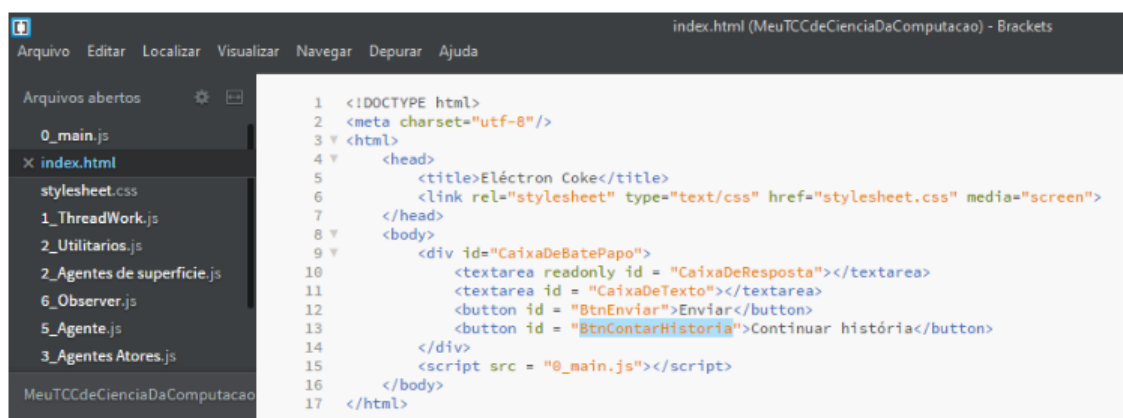 index.html (MeuTCCdeCienciaDaComputacao) - Brackets
Arquivo Editar Localizar Visualizar Navegar Depurar Ajuda
Arquivos abertos
0_main.js
× index.html
stylesheet.css
1_ThreadWork.js
2_Utilitarios.js
2_Agentes de superficie.js
6_Observer.js
5_Agente.js
3_Agentes Atores.js
MeuTCCdeCienciaDaComputacao
1 <!DOCTYPE html>
2 <meta charset="utf-8"/>
3 <html>
4 <head>
5 <title>Eléctron Coke</title>
6 <link rel="stylesheet" type="text/css" href="stylesheet.css" media="screen">
7 </head>
8 <body>
9 <div id="CaixaDeBatePapo">
10 <textarea readonly id = "CaixaDeResposta"></textarea>
11 <textarea id = "CaixaDeTexto"></textarea>
12 <button id = "BtnEnviar">Enviar</button>
13 <button id = "BtnContarHistoria">Continuar história</button>
14 </div>
15 <script src = "0_main.js"></script>
16 </body>
17 </html>